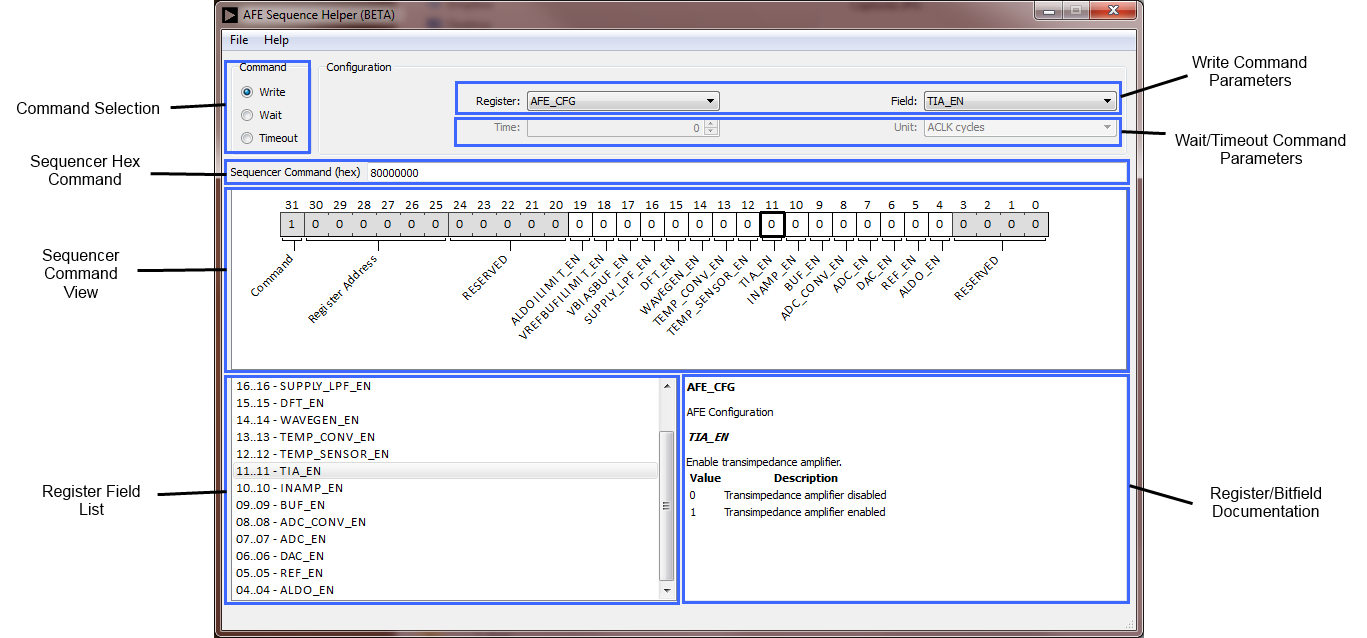 AFE Sequence Helper (BETA)
File Help
Command
Write
Wait
Timeout
Configuration
Register: AFE_CFG Field: TIA_EN
Time: 0 Unit: ACLK cycles
Sequencer Command (hex) 80000000
31 30 29 28 27 26 25 24 23 22 21 20 19 18 17 16 15 14 13 12 11 10 9 8 7 6 5 4 3 2 1 0
1 0 0 0 0 0 0 0 0 0 0 0 0 0 0 0 0 0 0 0 0 0 0 0 0 0 0 0 0 0 0 0
Command
Register Address
RESERVED
ALDOILIMIT_EN
VREFBUFILIMIT_EN
VBIASBUF_EN
SUPPLY_LPF_EN
DFT_EN
WAVEGEN_EN
TEMP_CONV_EN
TEMP_SENSOR_EN
TIA_EN
INAMP_EN
BUF_EN
ADC_CONV_EN
ADC_EN
DAC_EN
REF_EN
ALDO_EN
RESERVED
16..16 - SUPPLY_LPF_EN
15..15 - DFT_EN
14..14 - WAVEGEN_EN
13..13 - TEMP_CONV_EN
12..12 - TEMP_SENSOR_EN
11..11 - TIA_EN
10..10 - INAMP_EN
09..09 - BUF_EN
08..08 - ADC_CONV_EN
07..07 - ADC_EN
06..06 - DAC_EN
05..05 - REF_EN
04..04 - ALDO_EN
AFE_CFG
AFE Configuration
TIA_EN
Enable transimpedance amplifier.
Value Description
0 Transimpedance amplifier disabled
1 Transimpedance amplifier enabled
Command Selection
Sequencer Hex
Command
Sequencer
Command
View
Register Field
List
Write Command
Parameters
Wait/Timeout Command
Parameters
Register/Bitfield
Documentation